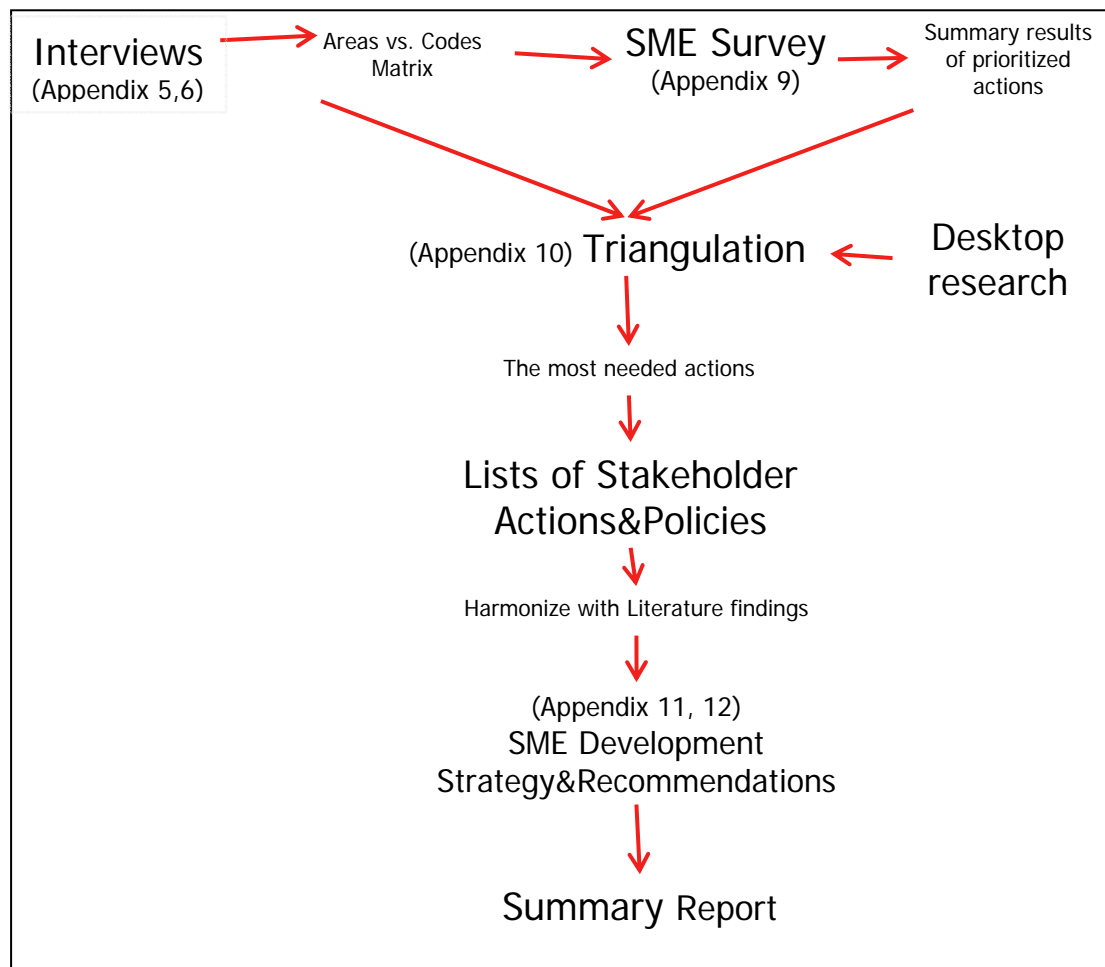 Interviews
(Appendix 5,6)
Areas vs. Codes
Matrix
SME Survey
(Appendix 9)
Summary results
of prioritized
actions
(Appendix 10) Triangulation
Desktop
research
The most needed actions
Lists of Stakeholder
Actions&Policies
Harmonize with Literature findings
(Appendix 11, 12)
SME Development
Strategy&Recommendations
Summary Report